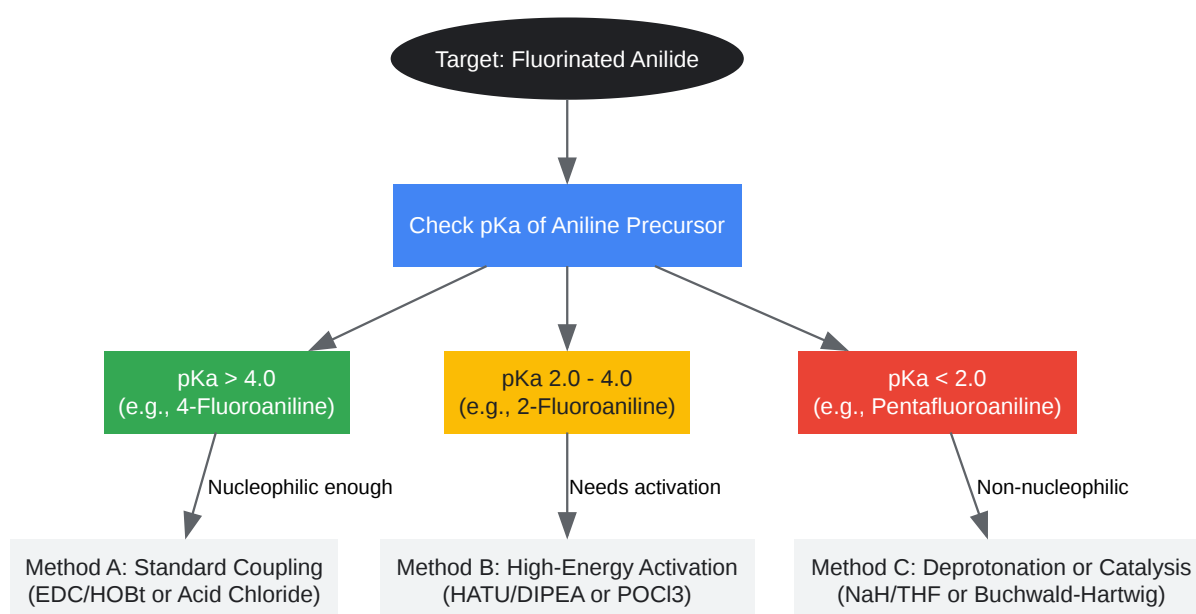 Target: Fluorinated Anilide
Check pKa of Aniline Precursor
pKa > 4.0
(e.g., 4-Fluoroaniline)
pKa 2.0 - 4.0
(e.g., 2-Fluoroaniline)
pKa < 2.0
(e.g., Pentafluoroaniline)
Nucleophilic enough
Needs activation
Non-nucleophilic
Method A: Standard Coupling
(EDC/HOBt or Acid Chloride)
Method B: High-Energy Activation
(HATU/DIPEA or POCl3)
Method C: Deprotonation or Catalysis
(NaH/THF or Buchwald-Hartwig)